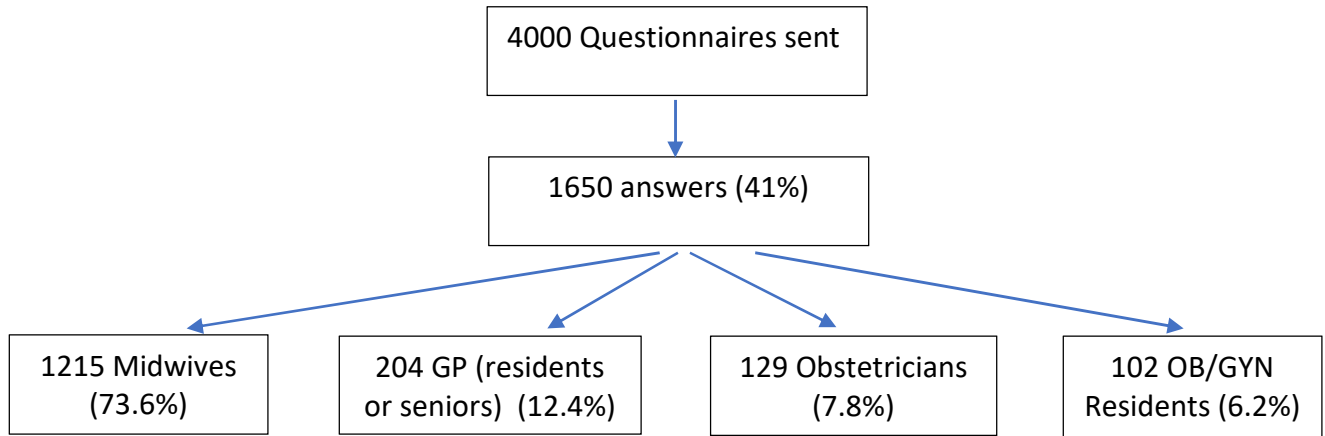 4000 Questionnaires sent
1650 answers (41%)
1215 Midwives
(73.6%)
204 GP (residents
or seniors)  (12.4%)
129 Obstetricians
(7.8%)
102 OB/GYN
Residents (6.2%)